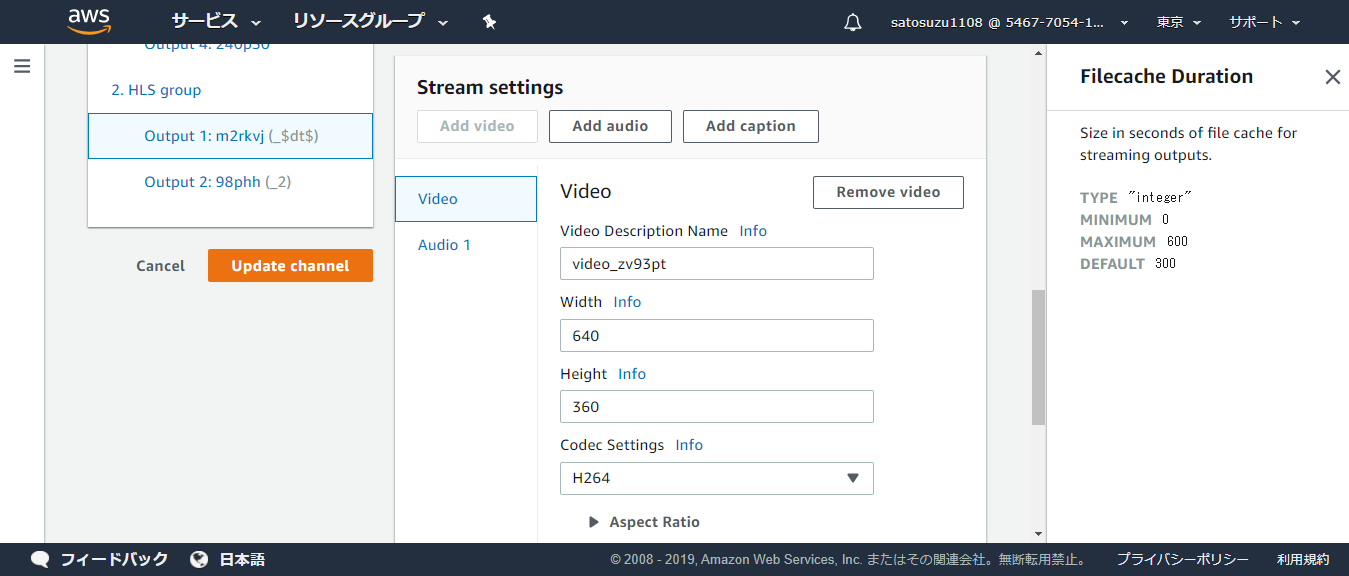 aws サービス リソースグループ satosuzu1108 @ 5467-7054-1... 東京 サポート
Output 4: 240p30
2. HLS group
Output 1: m2rkvj (_$dt$)
Output 2: 98phh (_2)
Cancel
Update channel
Stream settings
Add video Add audio Add caption
Video
Audio 1
Video
Remove video
Video Description Name Info
video_zv93pt
Width Info
640
Height Info
360
Codec Settings Info
H264
Aspect Ratio
Filecache Duration
Size in seconds of file cache for
streaming outputs.
TYPE "integer"
MINIMUM 0
MAXIMUM 600
DEFAULT 300
フィードバック 日本語 © 2008 - 2019, Amazon Web Services, Inc. またはその関連会社。無断転用禁止。 プライバシーポリシー 利用規約